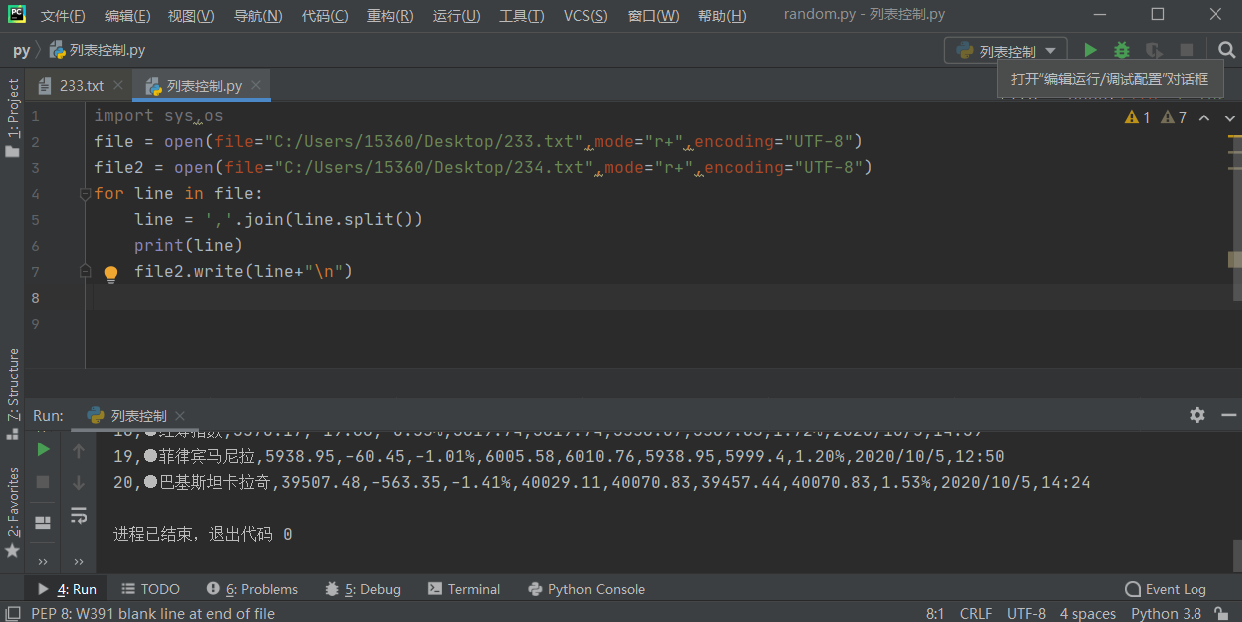 文件(F) 编辑(E) 视图(V) 导航(N) 代码(C) 重构(R) 运行(U) 工具(T) VCS(S) 窗口(W) 帮助(H) random.py - 列表控制.py
py 列表控制.py 列表控制
打开"编辑运行/调试配置"对话框
233.txt 列表控制.py
1: Project
1 import sys,os
2 file = open(file="C:/Users/15360/Desktop/233.txt",mode="r+",encoding="UTF-8")
3 file2 = open(file="C:/Users/15360/Desktop/234.txt",mode="r+",encoding="UTF-8")
4 for line in file:
5 line = ','.join(line.split())
6 print(line)
7 file2.write(line+"\n")
8
9
1 7
7: Structure
2: Favorites
Run: 列表控制
19,●菲律宾马尼拉,5938.95,-60.45,-1.01%,6005.58,6010.76,5938.95,5999.4,1.20%,2020/10/5,12:50
20,●巴基斯坦卡拉奇,39507.48,-563.35,-1.41%,40029.11,40070.83,39457.44,40070.83,1.53%,2020/10/5,14:24
进程已结束，退出代码 0
4: Run TODO 6: Problems 5: Debug Terminal Python Console Event Log
PEP 8: W391 blank line at end of file 8:1 CRLF UTF-8 4 spaces Python 3.8